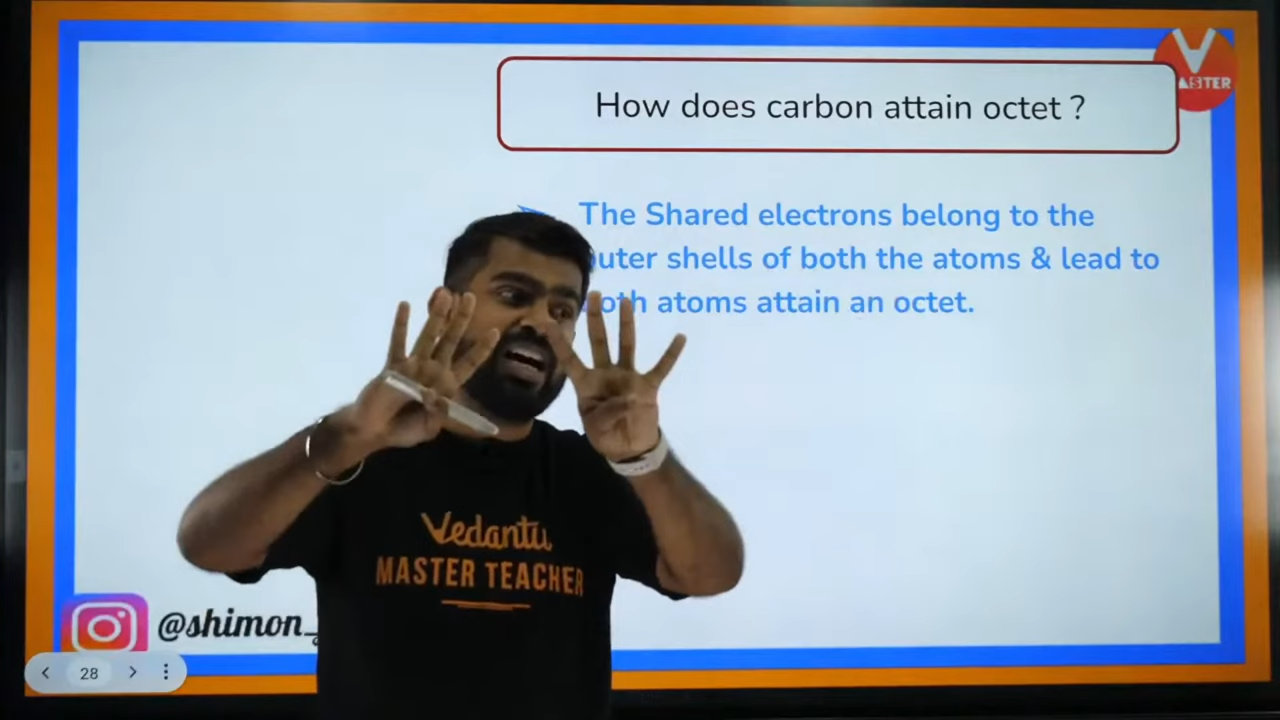 How does carbon attain octet ?
The Shared electrons belong to the
outer shells of both the atoms & lead to
both atoms attain an octet.
Vedantu
MASTER TEACHER
@shimon_
28